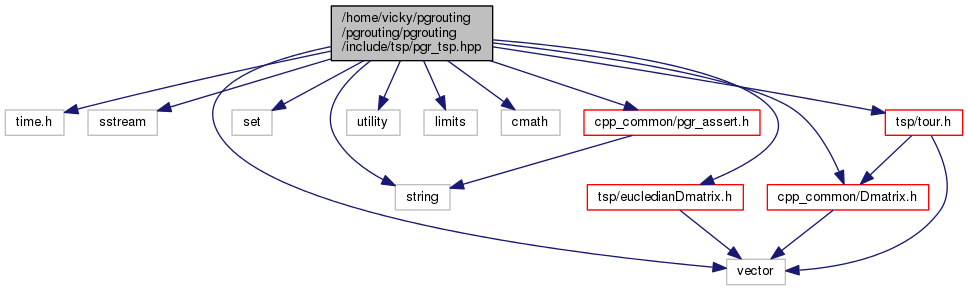 /home/vicky/pgrouting
/pgrouting/pgrouting
/include/tsp/pgr_tsp.hpp
time.h
sstream
set
utility
limits
cmath
cpp_common/pgr_assert.h
tsp/tour.h
string
tsp/eucledianDmatrix.h
cpp_common/Dmatrix.h
vector